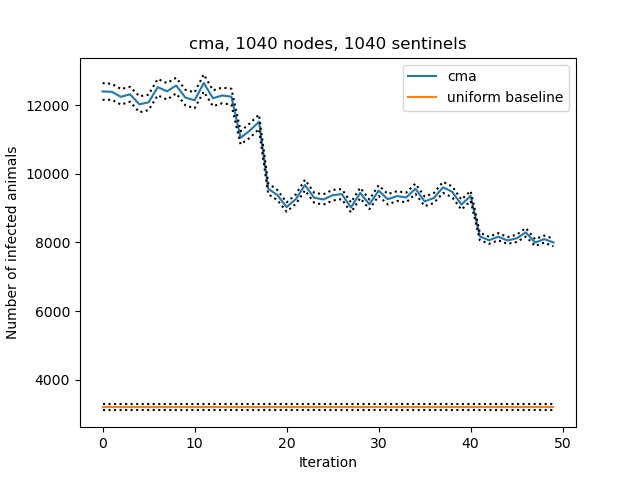 cma, 1040 nodes, 1040 sentinels
cma
uniform baseline
Number of infected animals
12000
10000
8000
6000
4000
0 10 20 30 40 50
Iteration